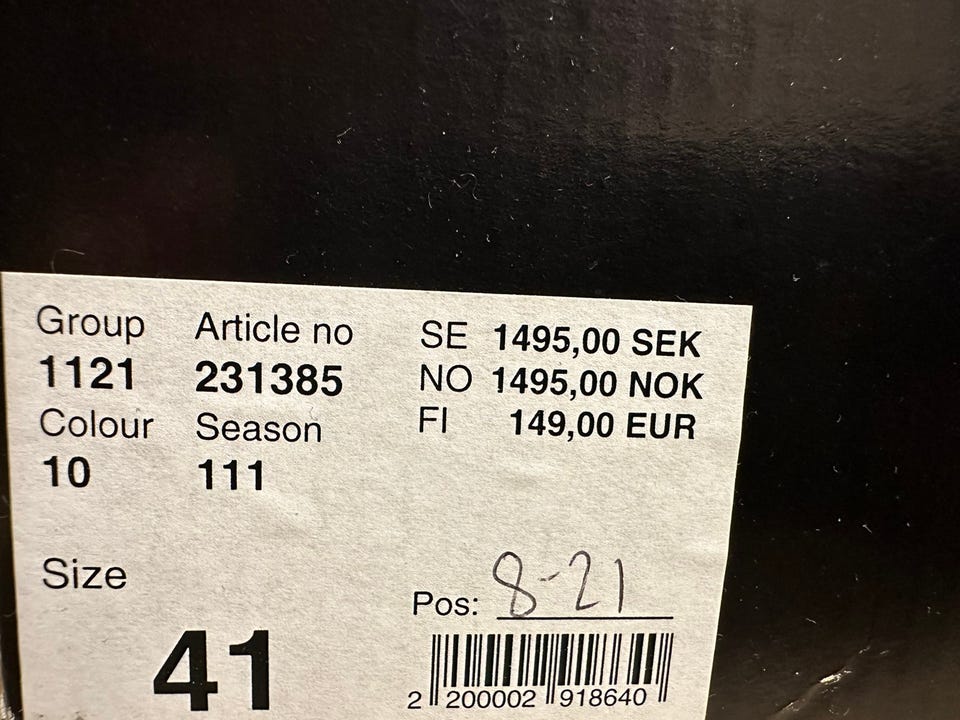 Group Article no
1121 231385
Colour Season
10 111
SE 1495,00 SEK
NO 1495,00 NOK
FI 149,00 EUR
Size
41
Pos: 8-21
2 200002 918640